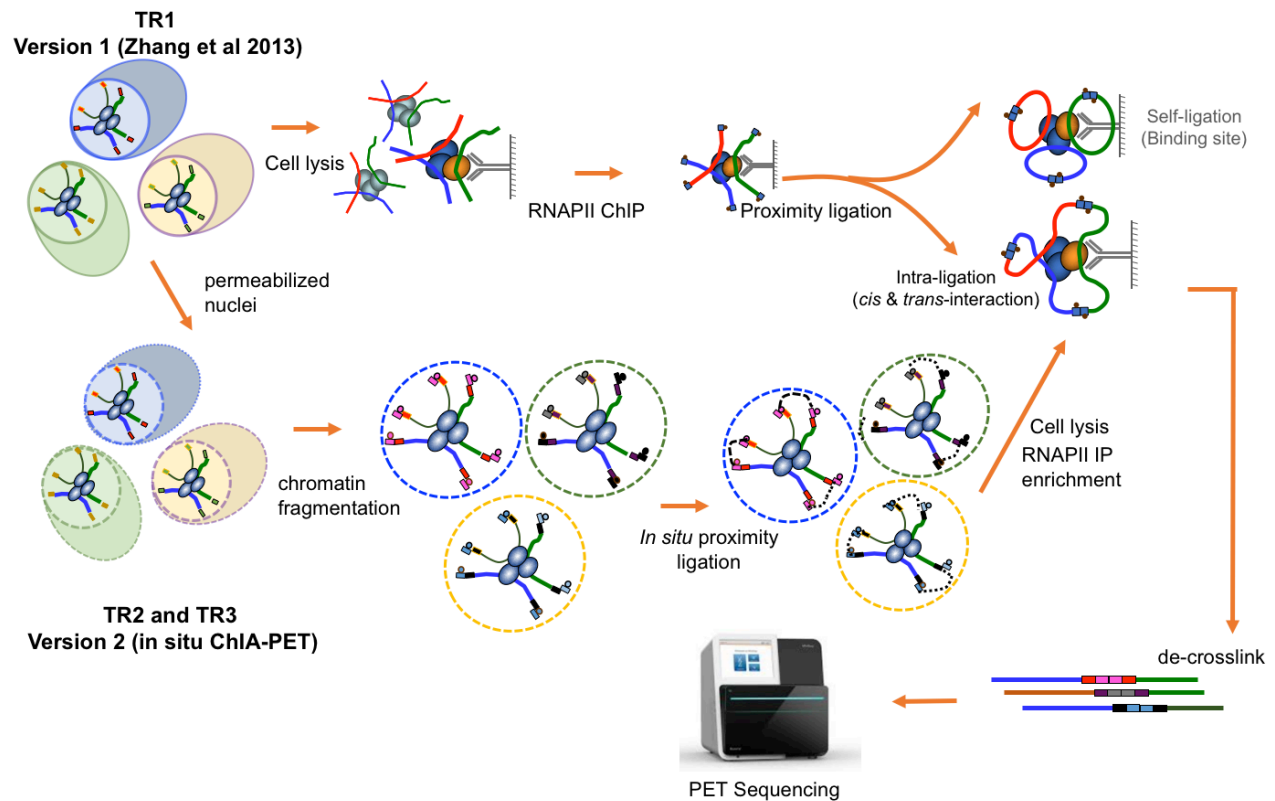 TR1
Version 1 (Zhang et al 2013)
Cell lysis
RNAPII ChIP
Proximity ligation
Self-ligation
(Binding site)
Intra-ligation
(cis & trans-interaction)
permeabilized
nuclei
chromatin
fragmentation
In situ proximity
ligation
Cell lysis
RNAPII IP
enrichment
TR2 and TR3
Version 2 (in situ ChIA-PET)
de-crosslink
PET Sequencing